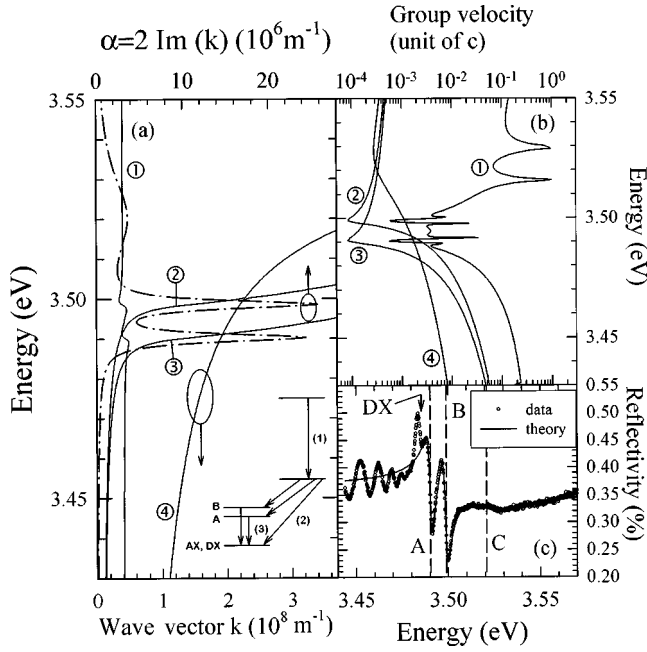 α=2 Im (k) (10⁶m⁻¹)
0 10 20
Group velocity
(unit of c)
10⁻⁴ 10⁻³ 10⁻² 10⁻¹ 10⁰
3.55
(a)
①
②
③
④
3.50
3.45
Energy (eV)
(1)
(2)
(3)
B
A
AX, DX
0 1 2 3
Wave vector k (10⁸ m⁻¹)
3.55
(b)
①
②
③
④
3.50
3.45
Energy (eV)
0.55
DX
B
data
theory
0.50
0.45
0.40
0.35
0.30
0.25
0.20
Reflectivity (%)
A
C
(c)
3.45 3.50 3.55
Energy (eV)